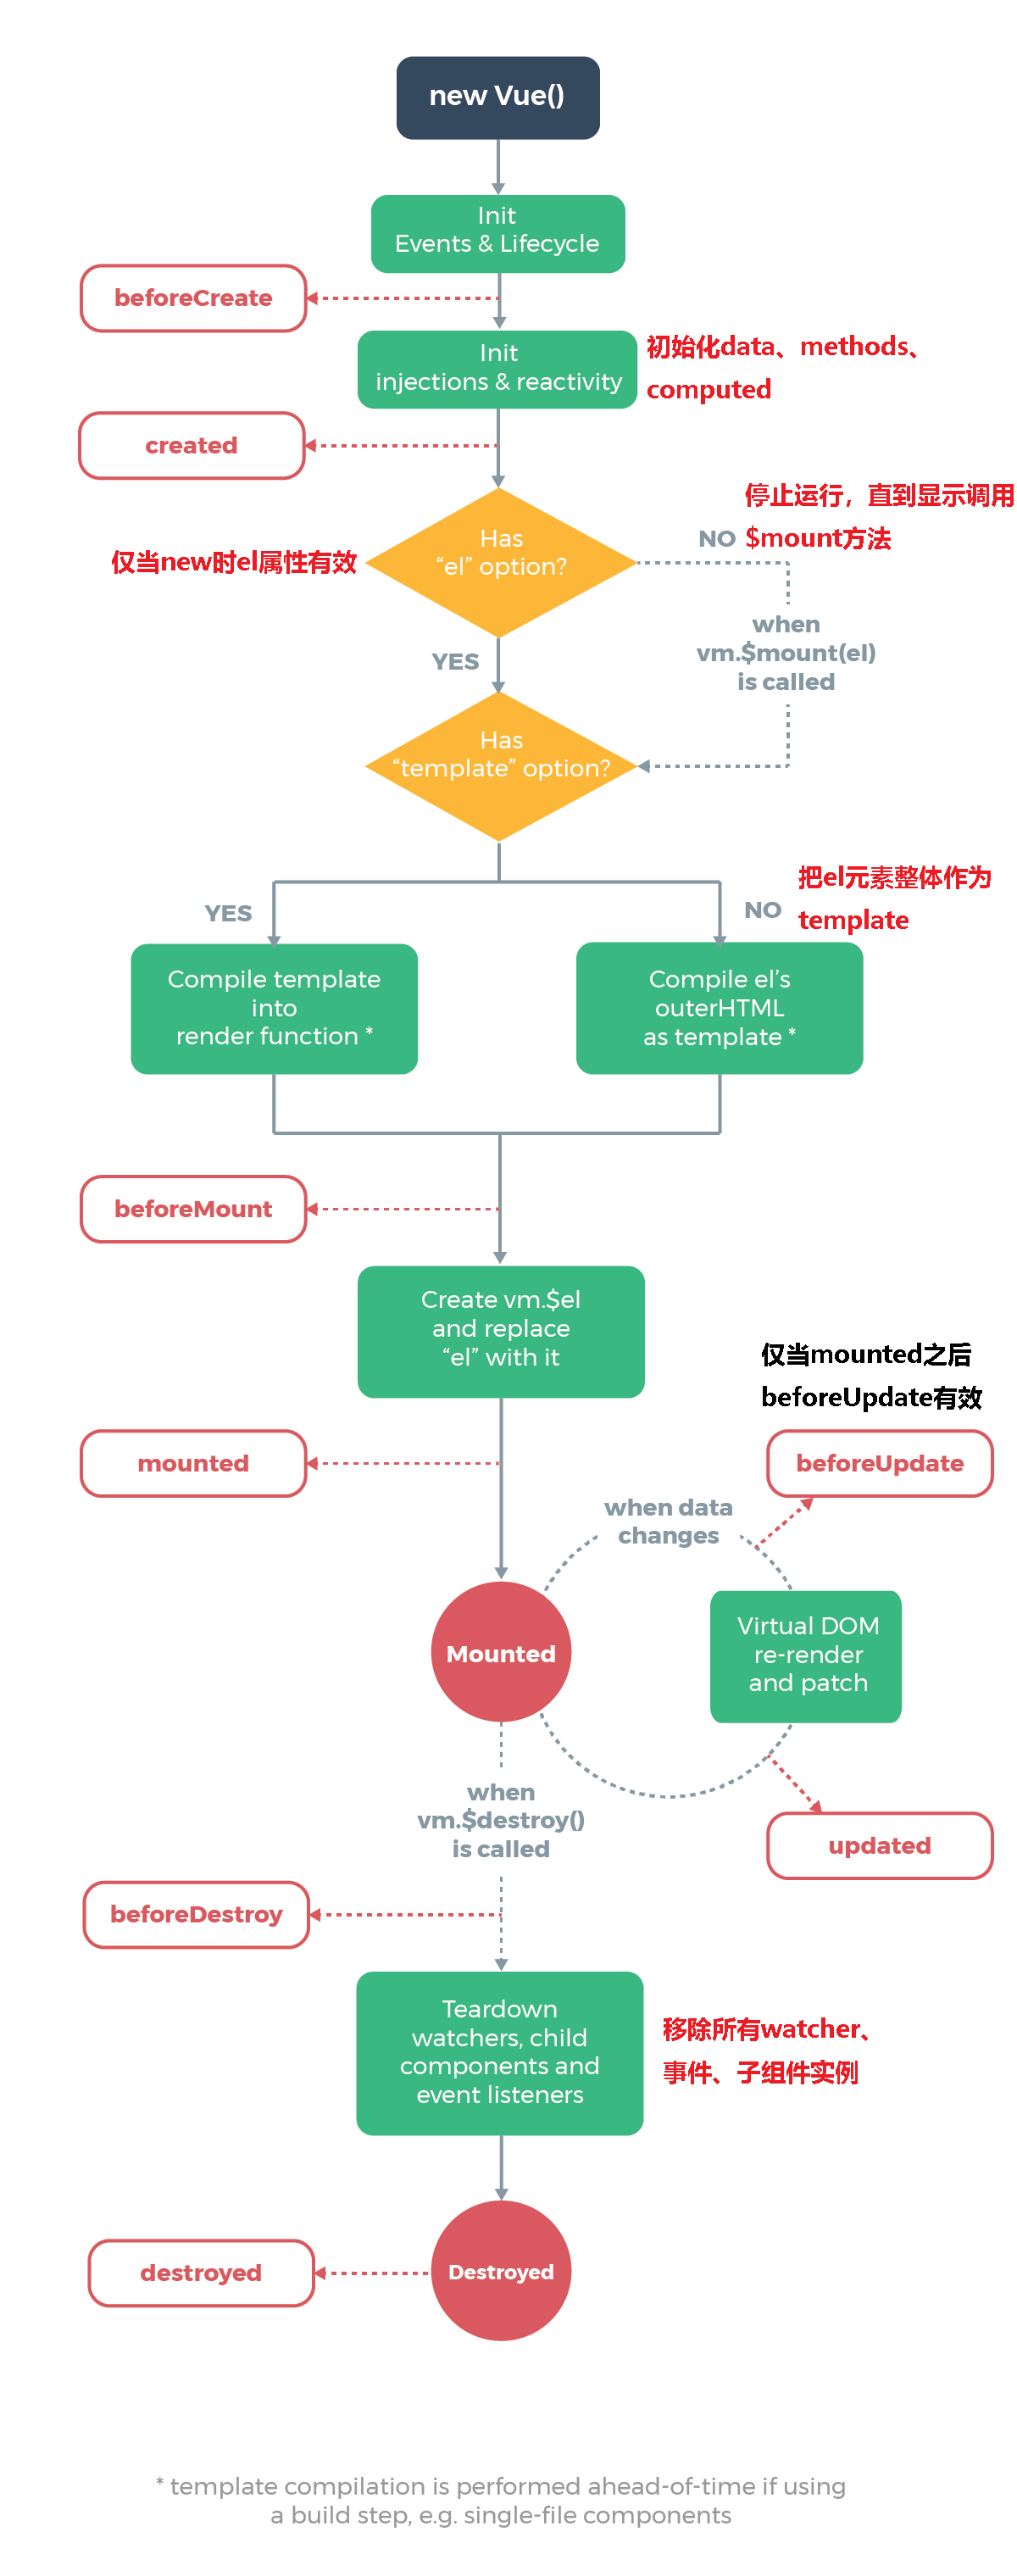 new Vue()
Init
Events & Lifecycle
beforeCreate
Init
injections & reactivity
初始化data、methods、
computed
created
停止运行，直到显示调用
$mount方法
Has
“el” option?
NO
仅当new时el属性有效
when
vm.$mount(el)
is called
YES
Has
“template” option?
把el元素整体作为
template
YES
NO
Compile template
into
render function *
Compile el’s
outerHTML
as template *
beforeMount
Create vm.$el
and replace
“el” with it
仅当mounted之后
beforeUpdate有效
mounted
beforeUpdate
when data
changes
Mounted
Virtual DOM
re-render
and patch
when
vm.$destroy()
is called
updated
beforeDestroy
Teardown
watchers, child
components and
event listeners
移除所有watcher、
事件、子组件实例
destroyed
Destroyed
* template compilation is performed ahead-of-time if using
a build step, e.g. single-file components